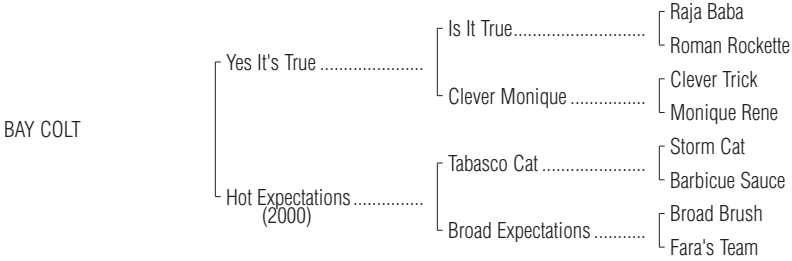 Raja Baba
Is It True............................
Roman Rockette
Yes It's True ......................
Clever Trick
Clever Monique ................
Monique Rene
BAY COLT
Storm Cat
Tabasco Cat ......................
Barbicue Sauce
Hot Expectations...............
(2000)
Broad Brush
Broad Expectations ...........
Fara's Team